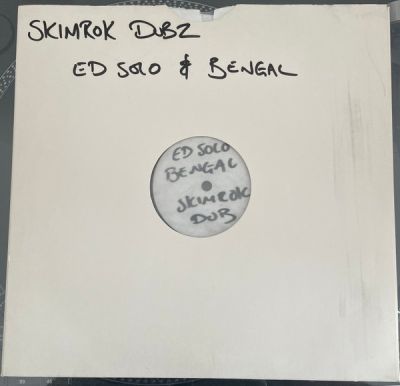 SKIMROK DUBZ
ED SOLO & BENGAL
ED SOLO
BENGAL
SKIMROK
DUB